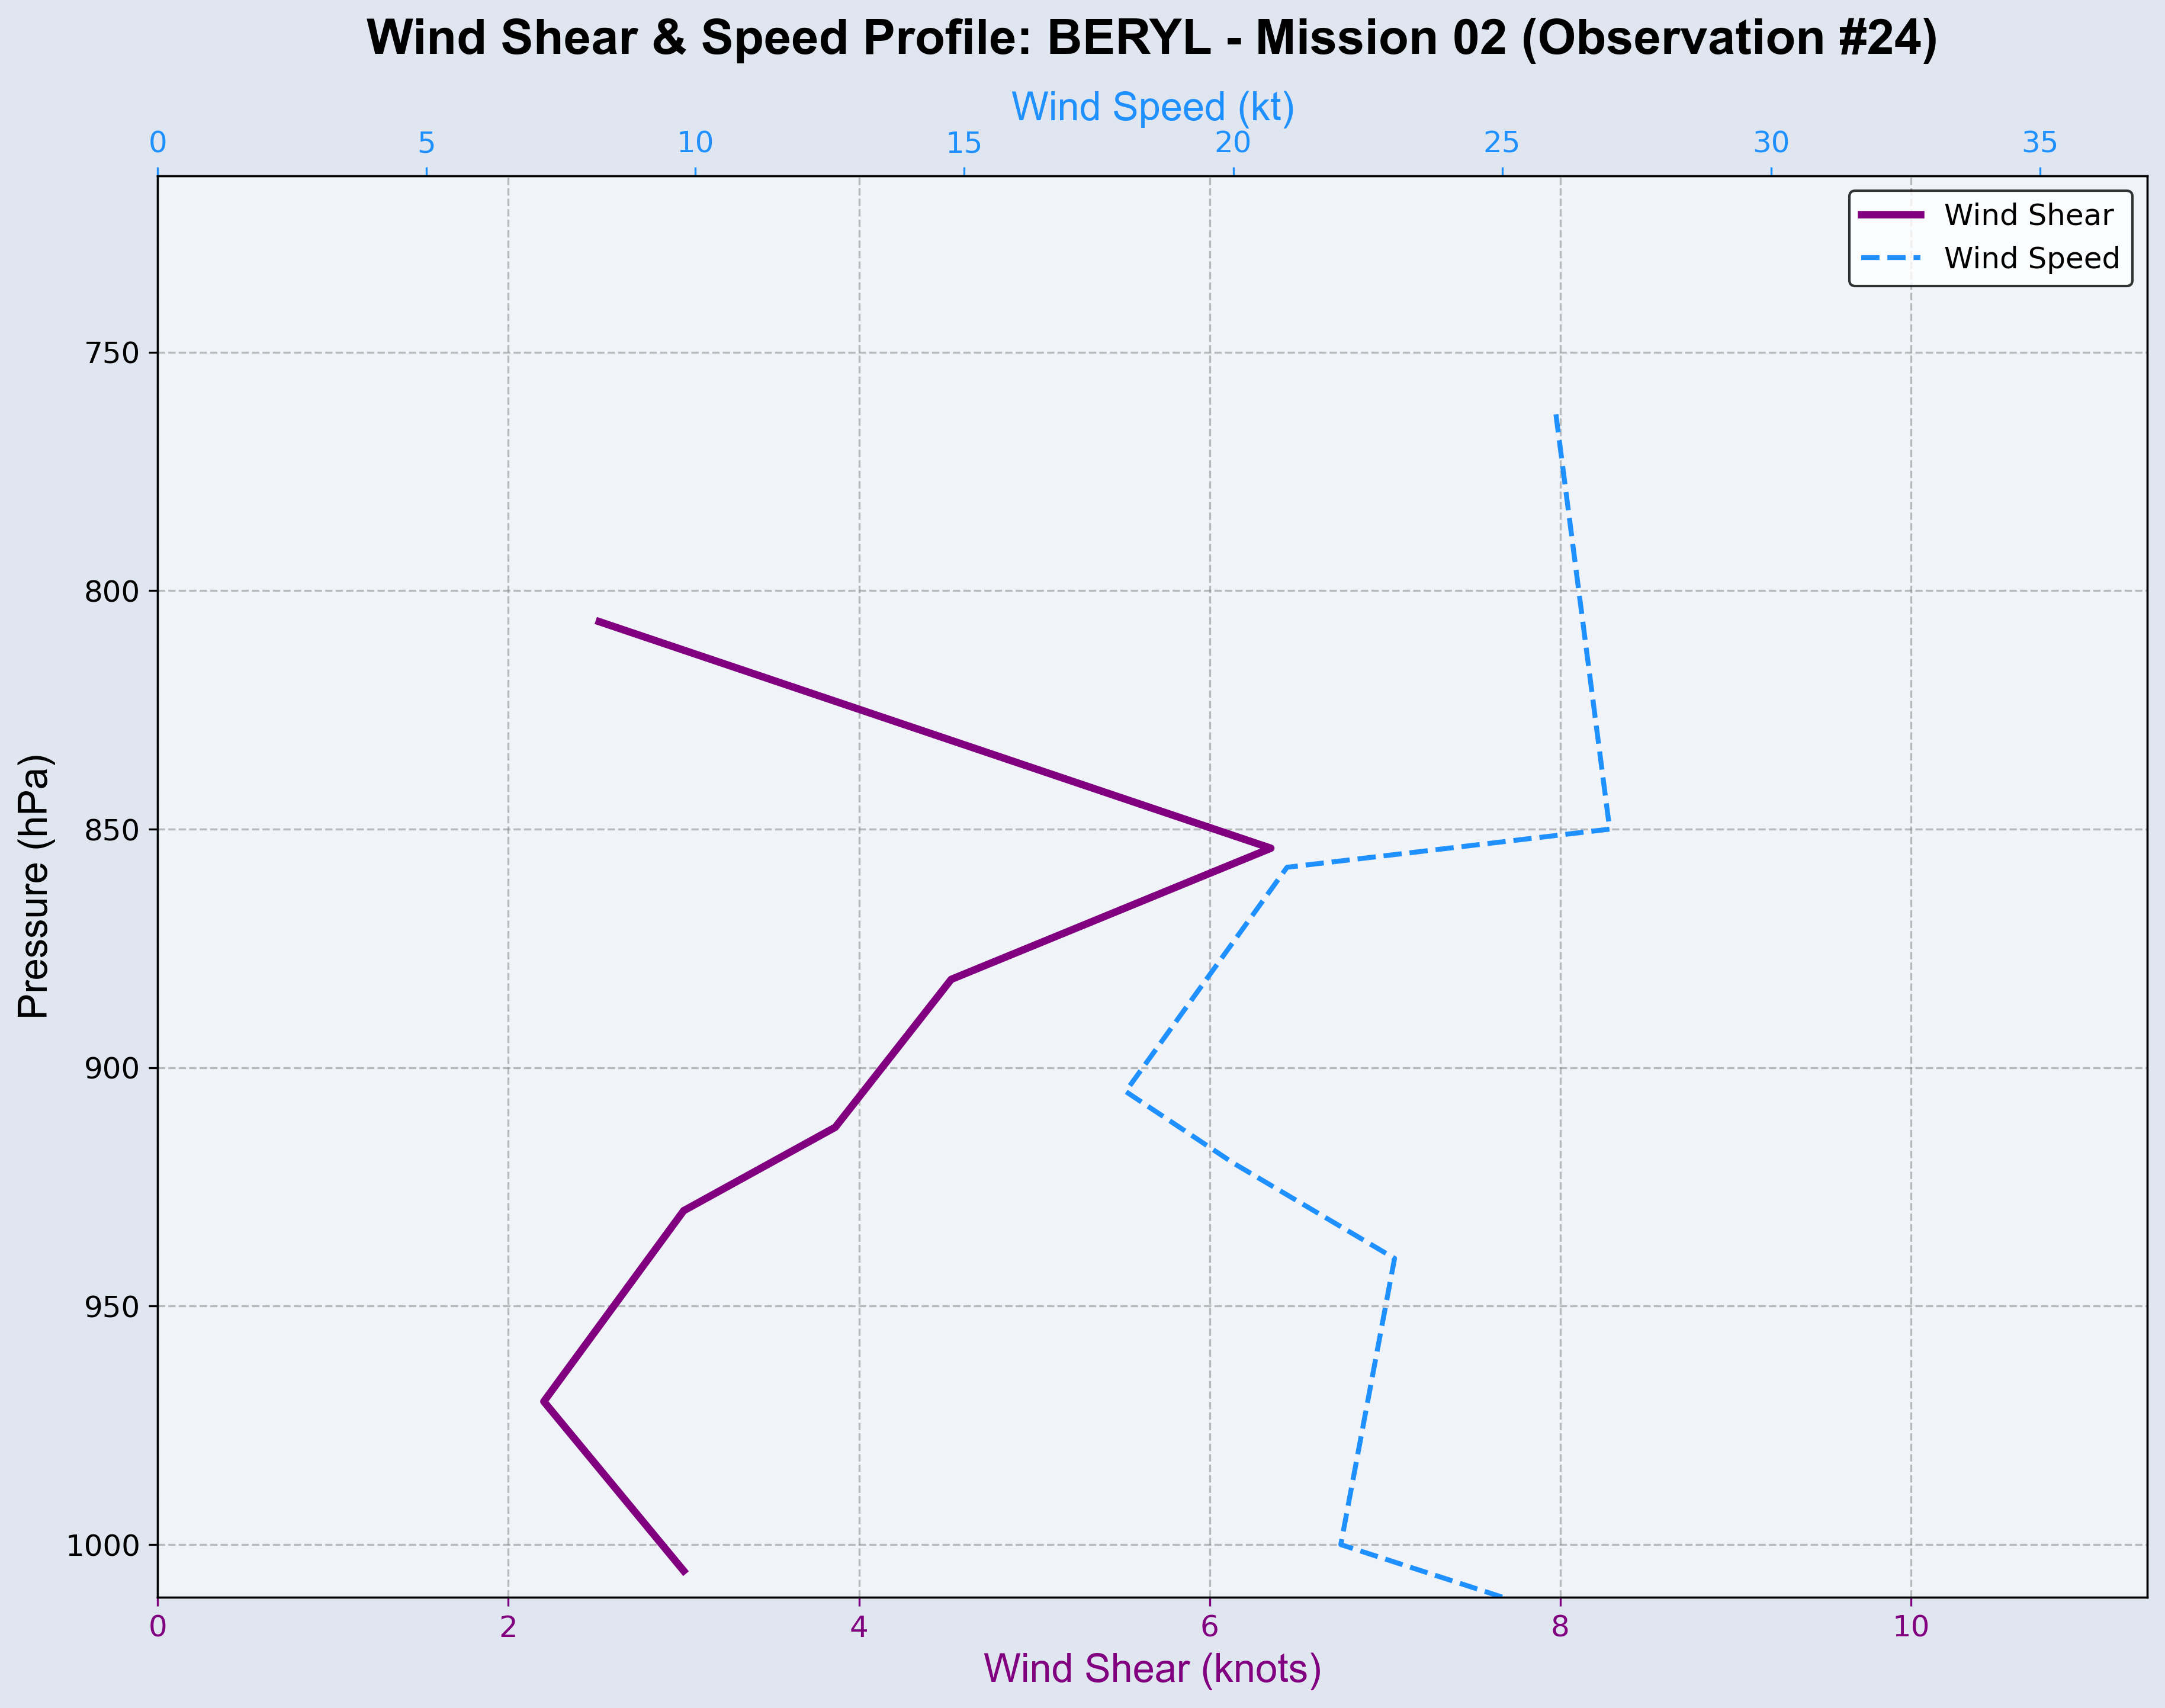 Wind Shear & Speed Profile: BERYL - Mission 02 (Observation #24)
Wind Speed (kt)
0 5 10 15 20 25 30 35
Wind Shear
Wind Speed
750
800
850
900
950
1000
Pressure (hPa)
0 2 4 6 8 10
Wind Shear (knots)